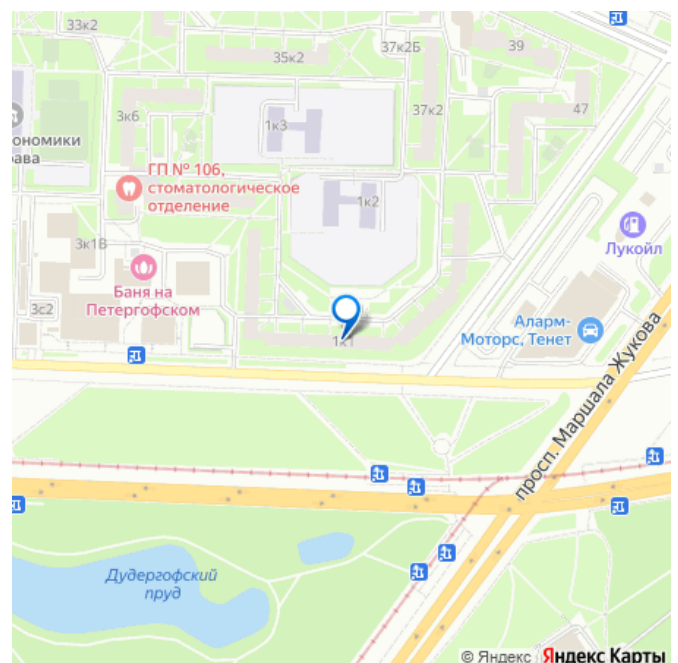 33к2
35к2
37к2Б
39
3к6
1к3
37к2
47
ономики
рава
ГП № 106,
стоматологическое
отделение
1к2
3к1В
Лукойл
Баня на
Петергофском
3с2
1к1
Аларм-
Моторс, Тенет
просп. Маршала Жукова
Дудергофский
пруд
© Яндекс Яндекс Карты